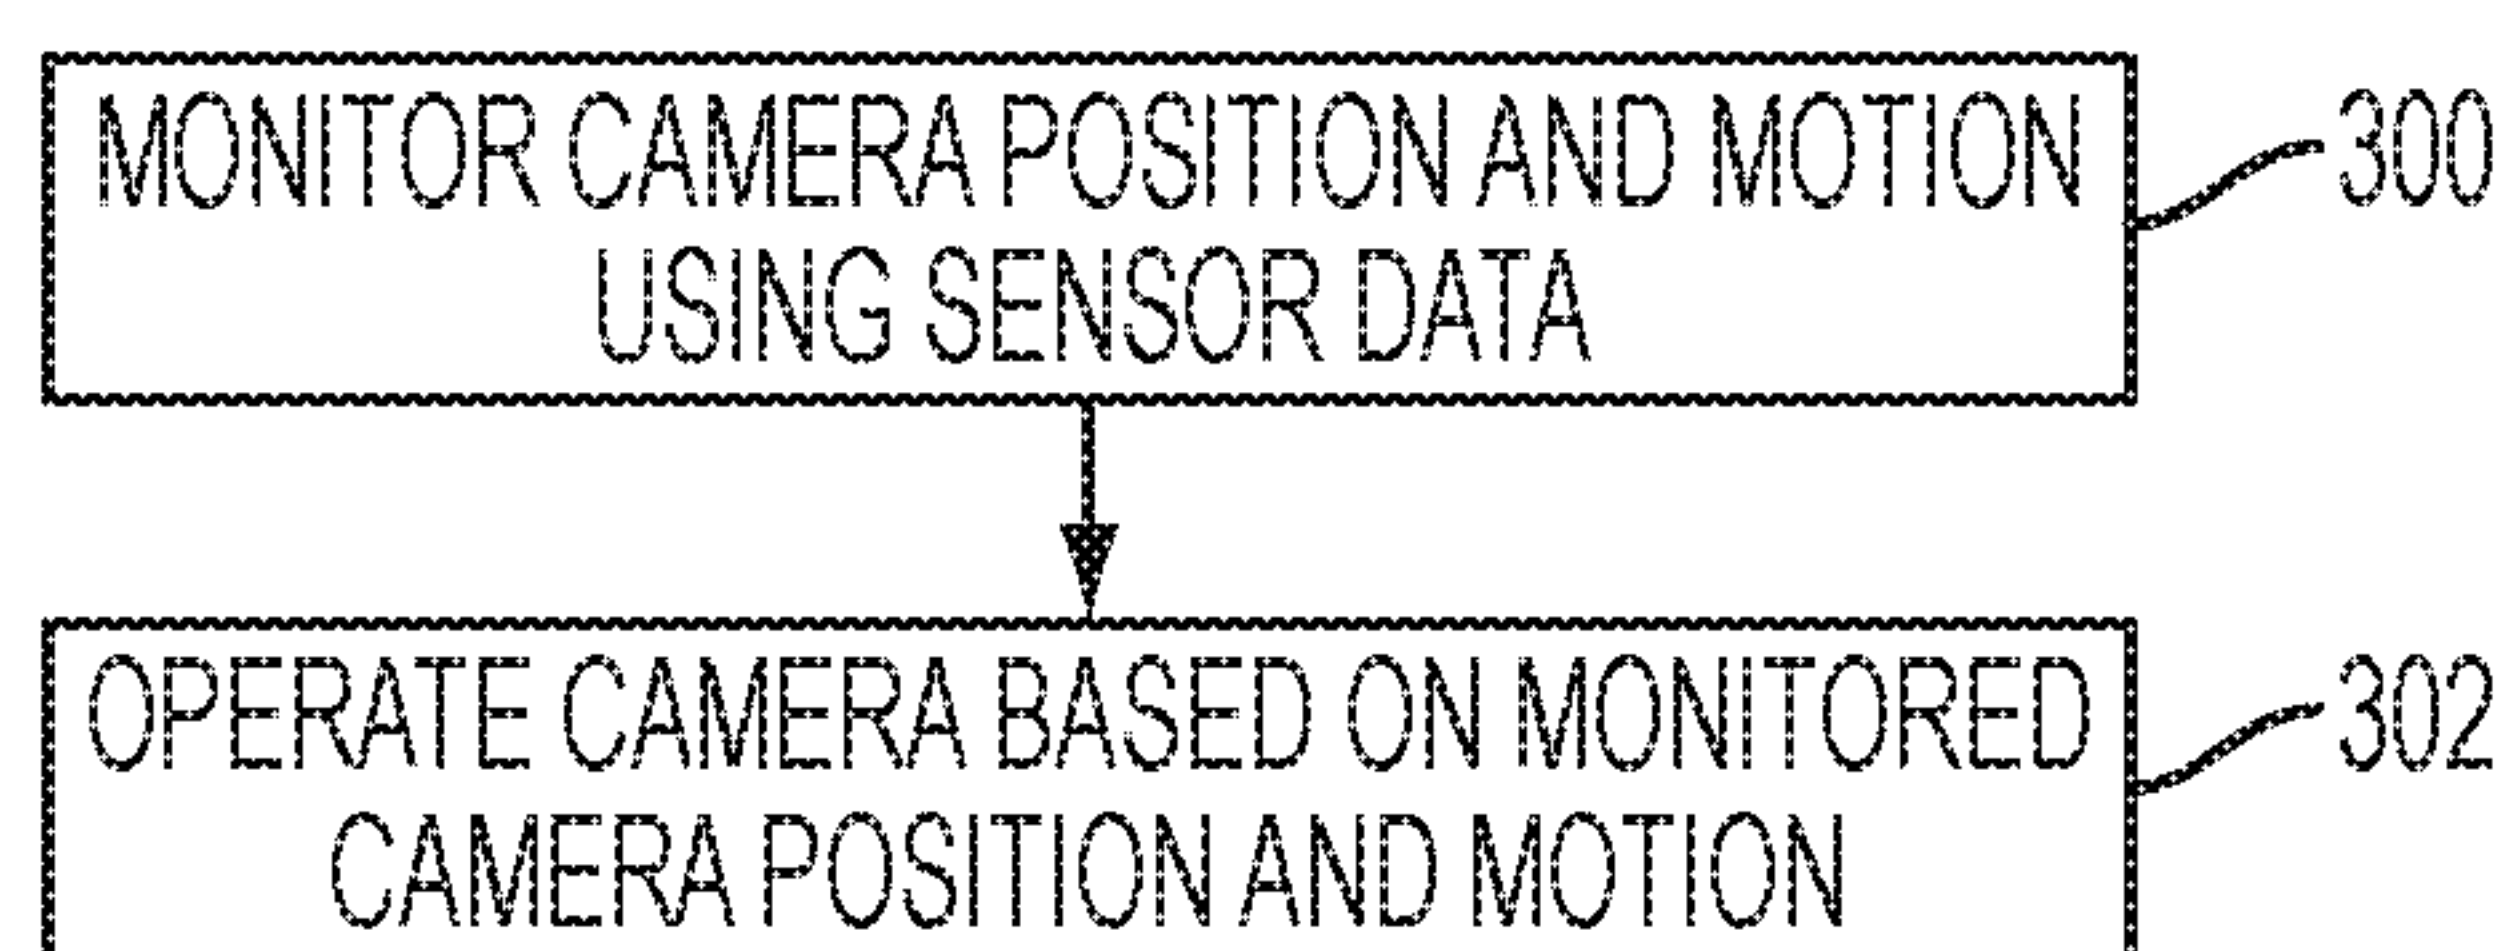 MONITOR CAMERA POSITION AND MOTION
USING SENSOR DATA
300
OPERATE CAMERA BASED ON MONITORED
CAMERA POSITION AND MOTION
302